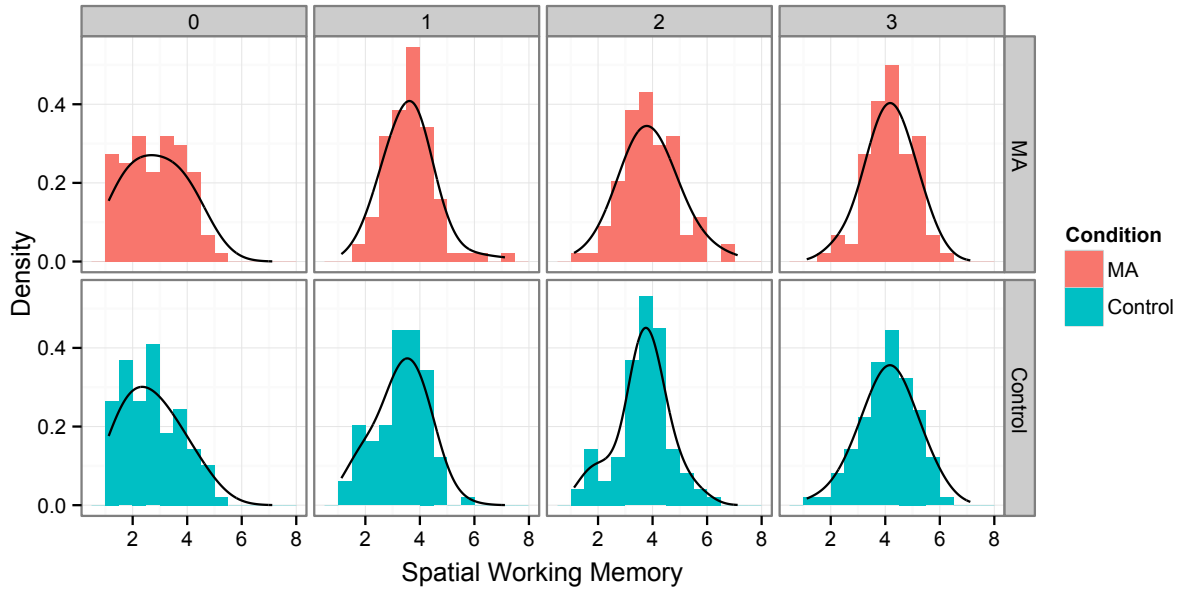 0 1 2 3
0.4
0.2
0.0
MA
0.4
0.2
0.0
Control
Density
2 4 6 8 2 4 6 8 2 4 6 8 2 4 6 8
Spatial Working Memory
Condition
MA
Control